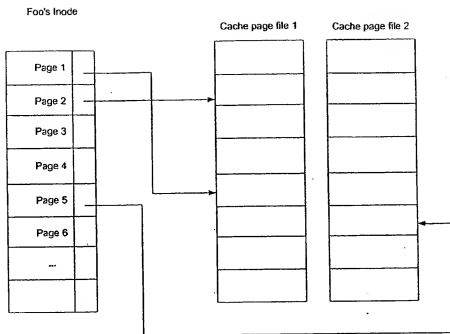 Foo's Inode
Cache page file 1
Cache page file 2
Page 1
Page 2
Page 3
Page 4
Page 5
Page 6
...